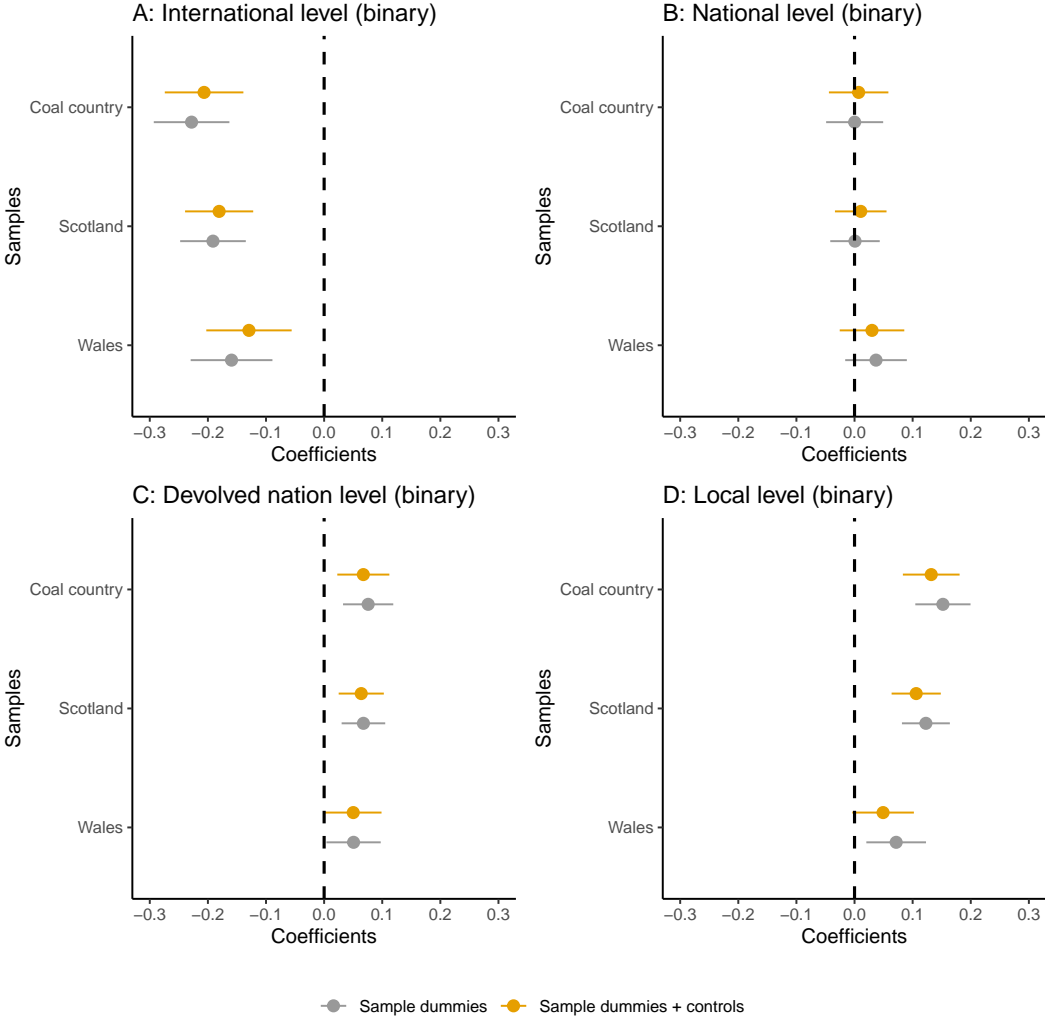 A: International level (binary)
Samples
Coal country
Scotland
Wales
−0.3 −0.2 −0.1 0.0 0.1 0.2 0.3
Coefficients
B: National level (binary)
Samples
Coal country
Scotland
Wales
−0.3 −0.2 −0.1 0.0 0.1 0.2 0.3
Coefficients
C: Devolved nation level (binary)
Samples
Coal country
Scotland
Wales
−0.3 −0.2 −0.1 0.0 0.1 0.2 0.3
Coefficients
D: Local level (binary)
Samples
Coal country
Scotland
Wales
−0.3 −0.2 −0.1 0.0 0.1 0.2 0.3
Coefficients
Sample dummies Sample dummies + controls